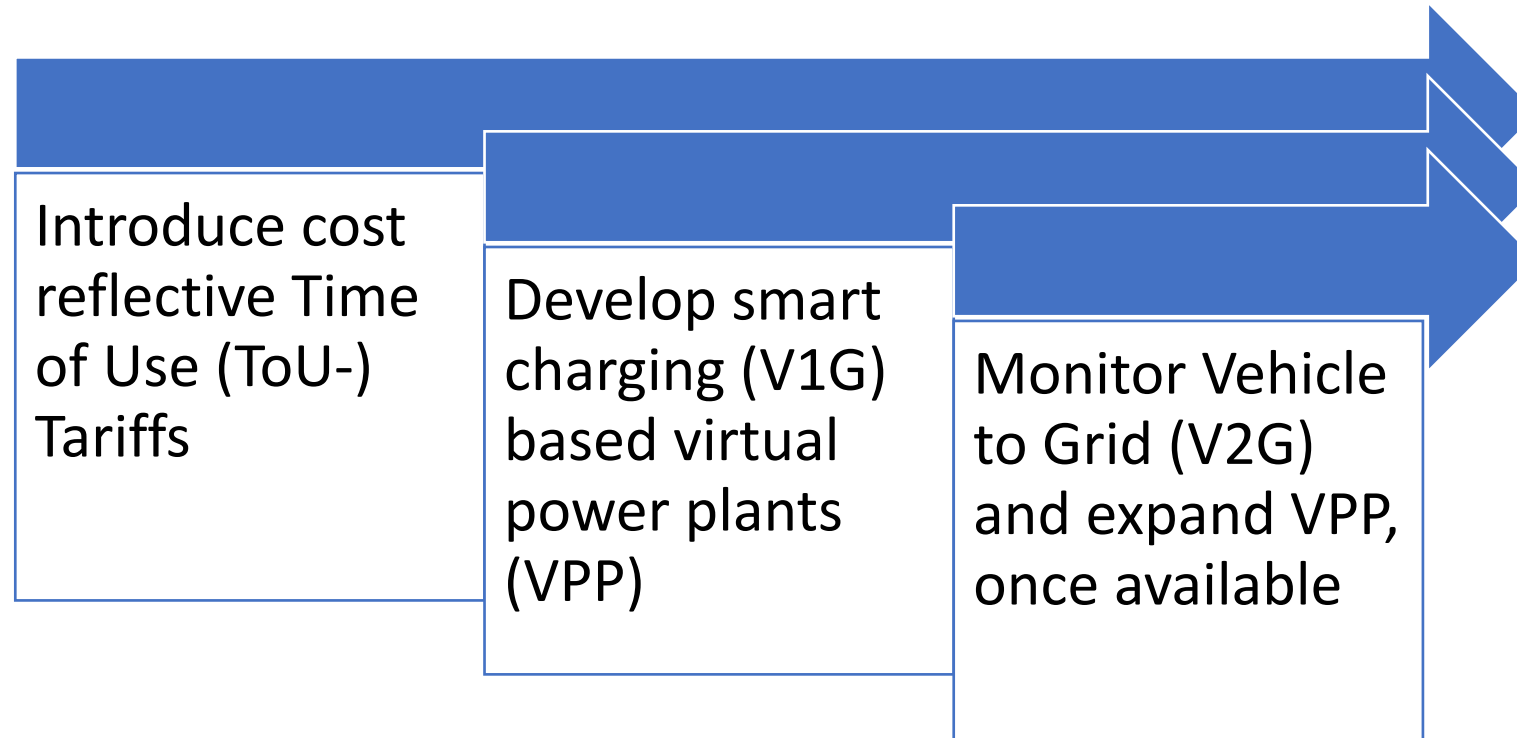 Introduce cost
reflective Time
of Use (ToU-)
Tariffs
Develop smart
charging (V1G)
based virtual
power plants
(VPP)
Monitor Vehicle
to Grid (V2G)
and expand VPP,
once available